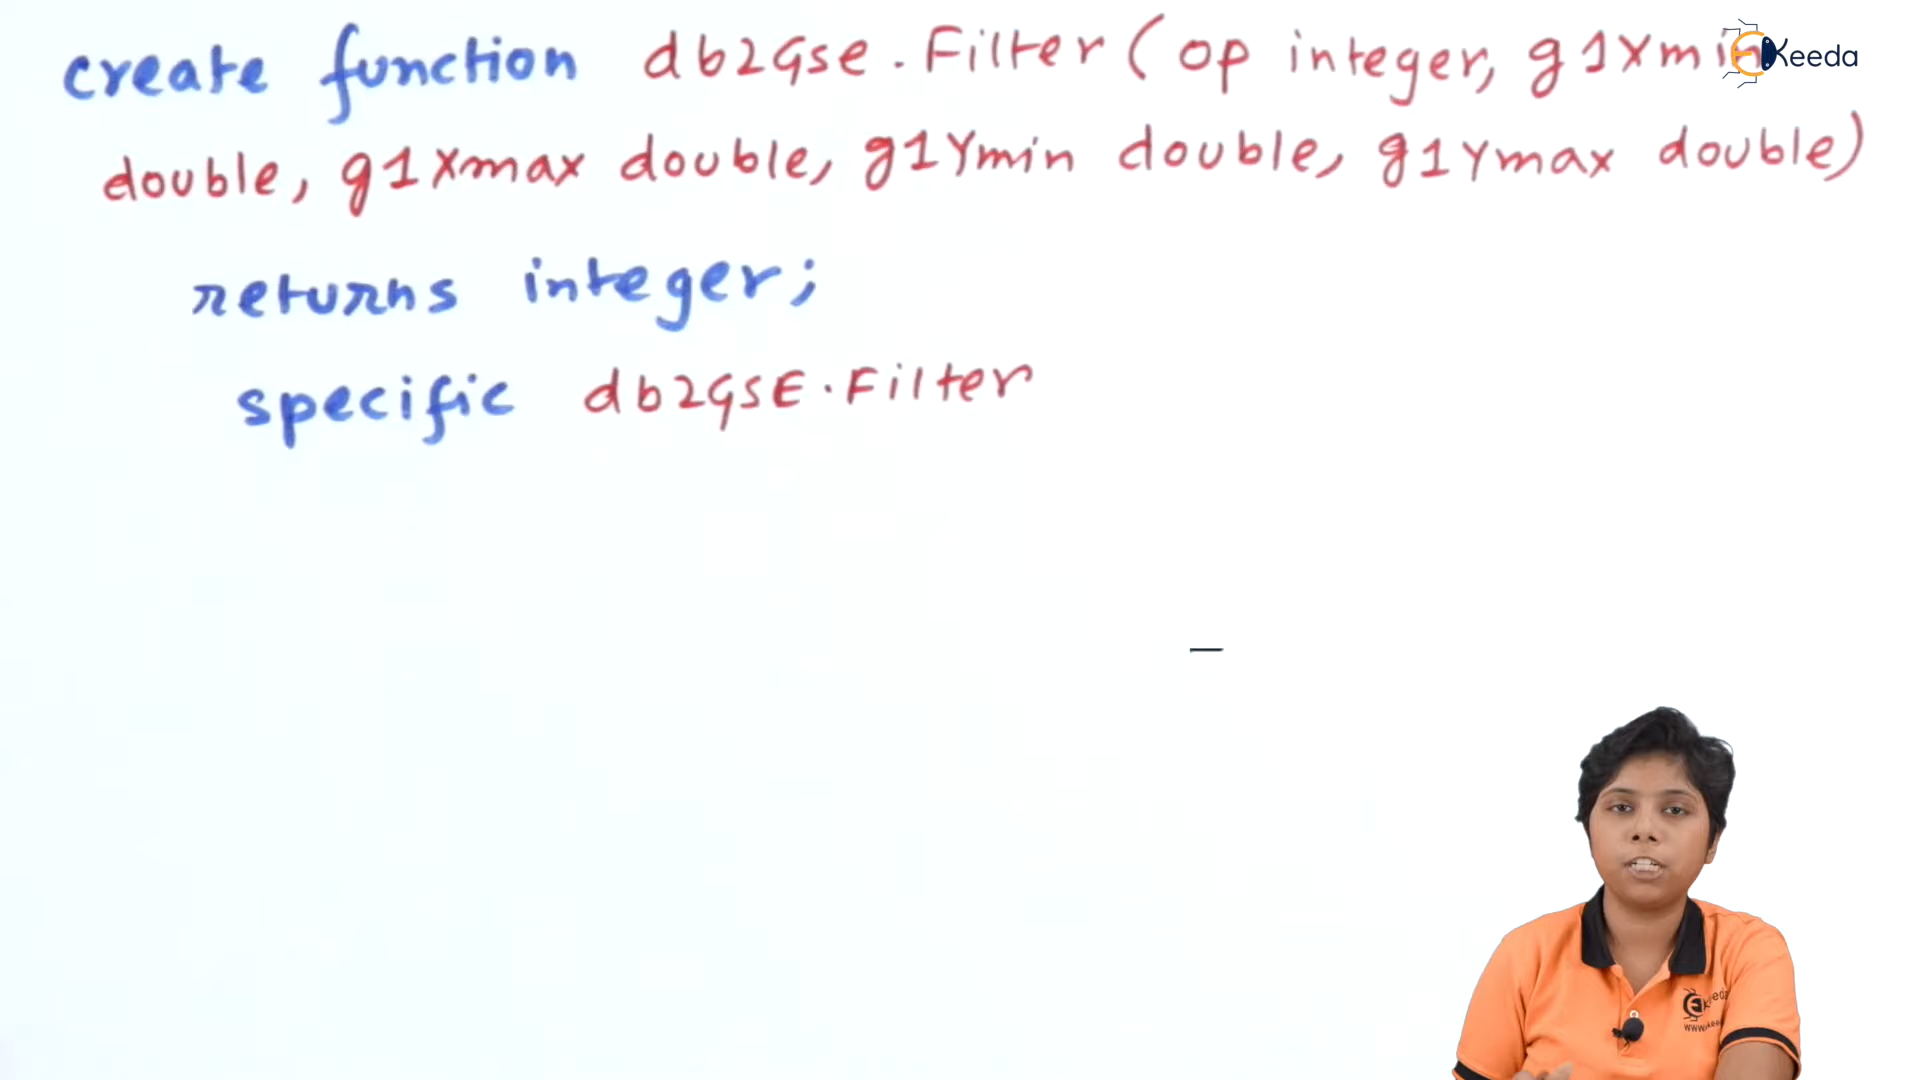 create function db2Gse.Filter (op integer, g1Xmin
Keeda
double, g1Xmax double, g1Ymin double, g1Ymax double)
returns integer;
specific db2GSE.Filter